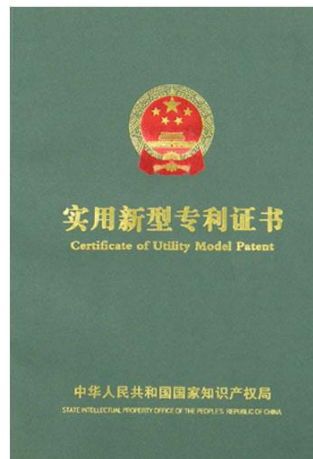 实用新型专利证书
Certificate of Utility Model Patent
中华人民共和国国家知识产权局
STATE INTELLECTUAL PROPERTY OFFICE OF THE PEOPLE'S REPUBLIC OF CHINA